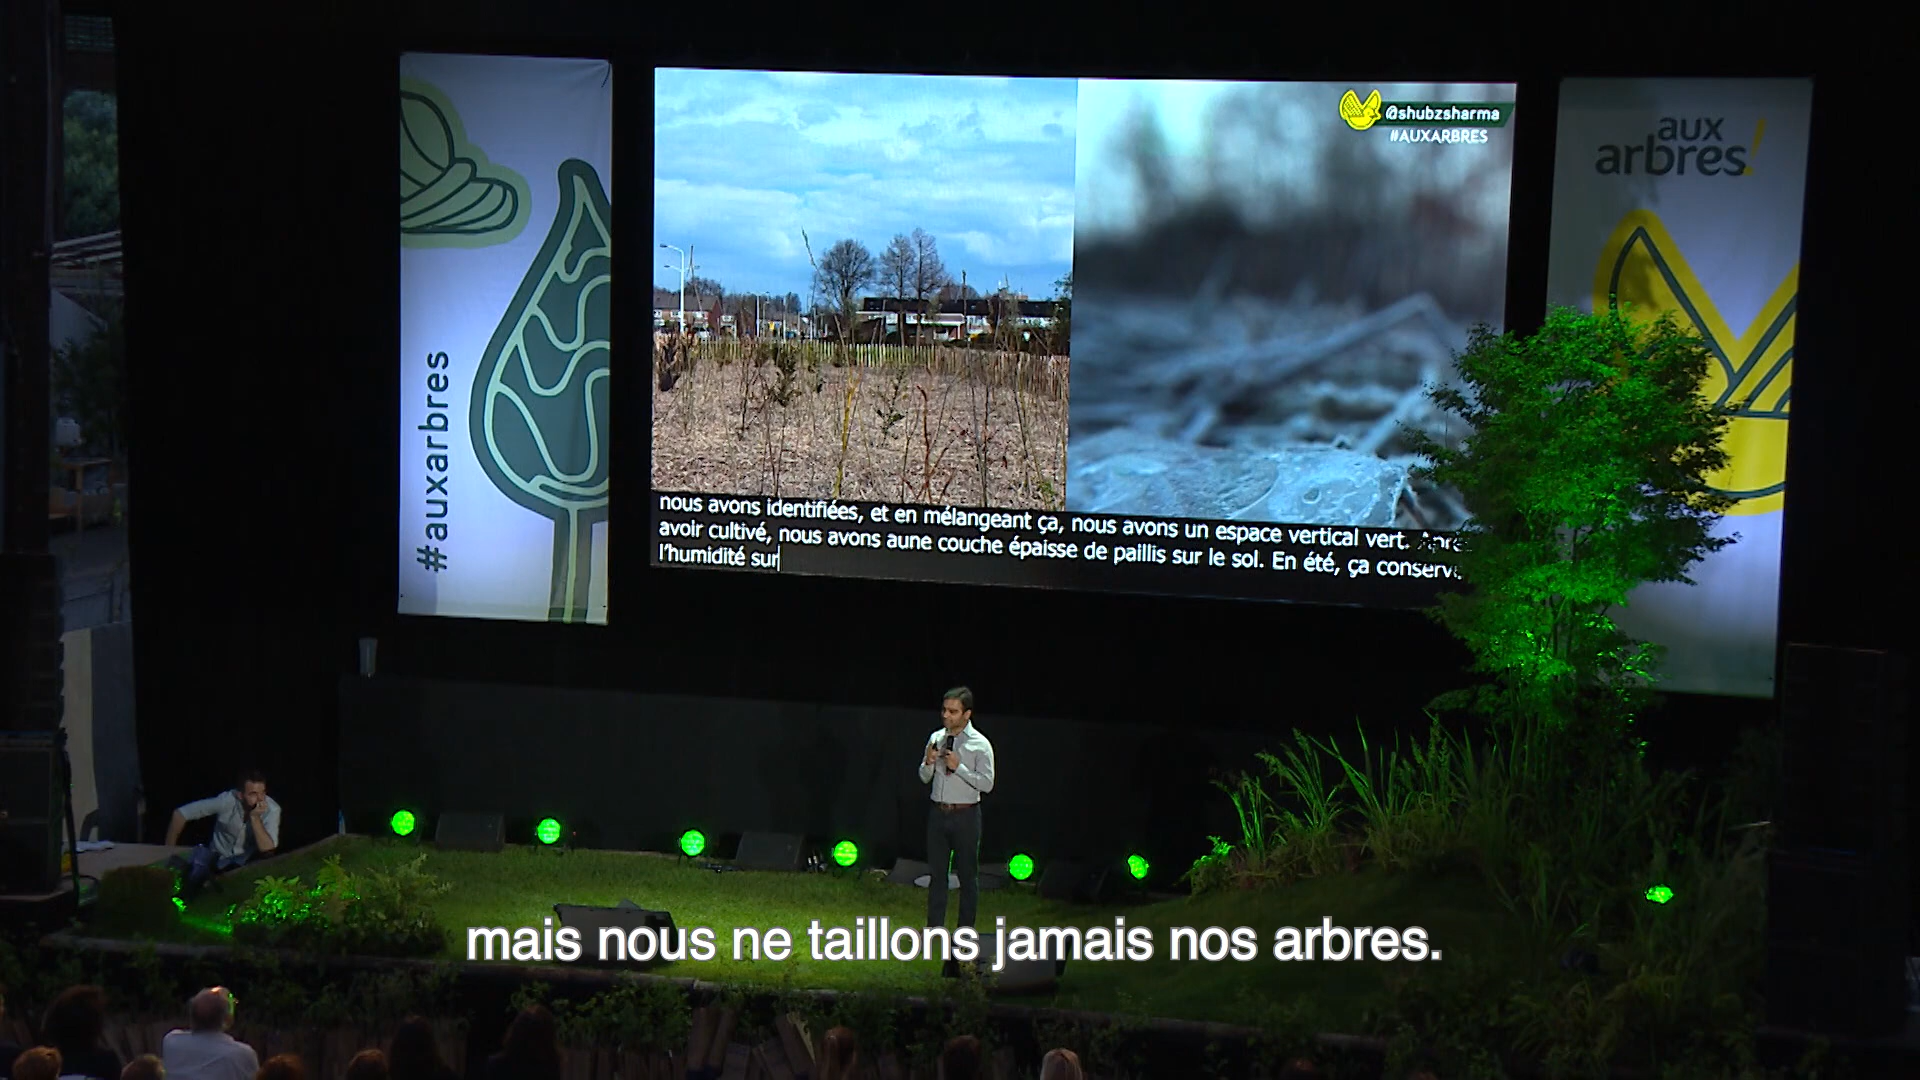 @shubzsharma
#AUXARBRES
aux
arbres!
#auxarbres
nous avons identifiées, et en mélangeant ça, nous avons un espace vertical vert. Aprè
avoir cultivé, nous avons aune couche épaisse de paillis sur le sol. En été, ça conserv
l'humidité sur
mais nous ne taillons jamais nos arbres.